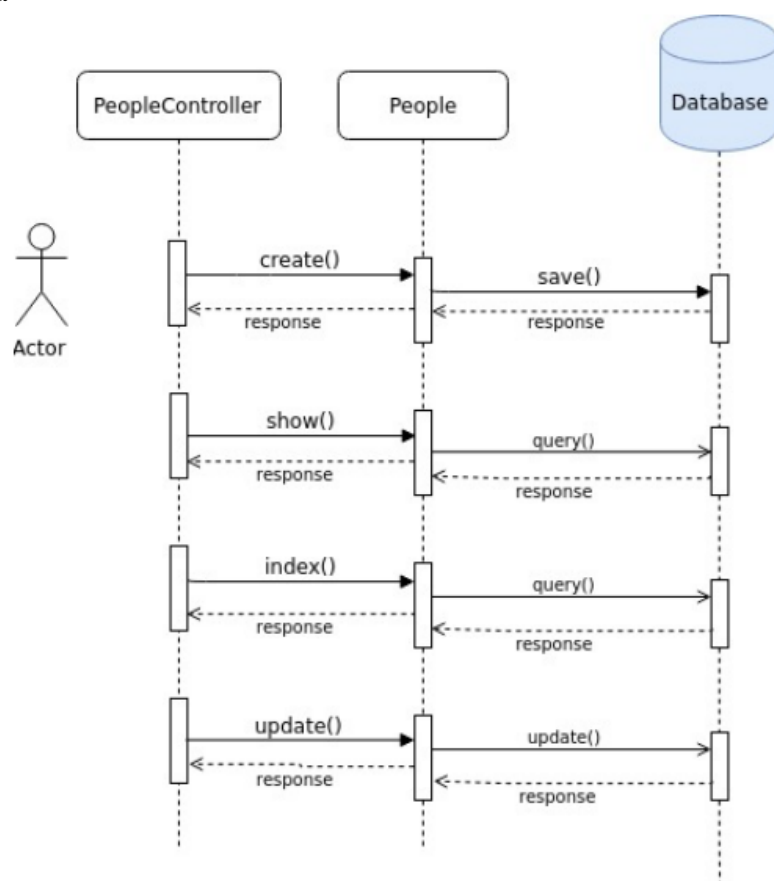 PeopleController
People
Database
create()
save()
response
response
Actor
show()
query()
response
response
index()
query()
response
response
update()
update()
response
response